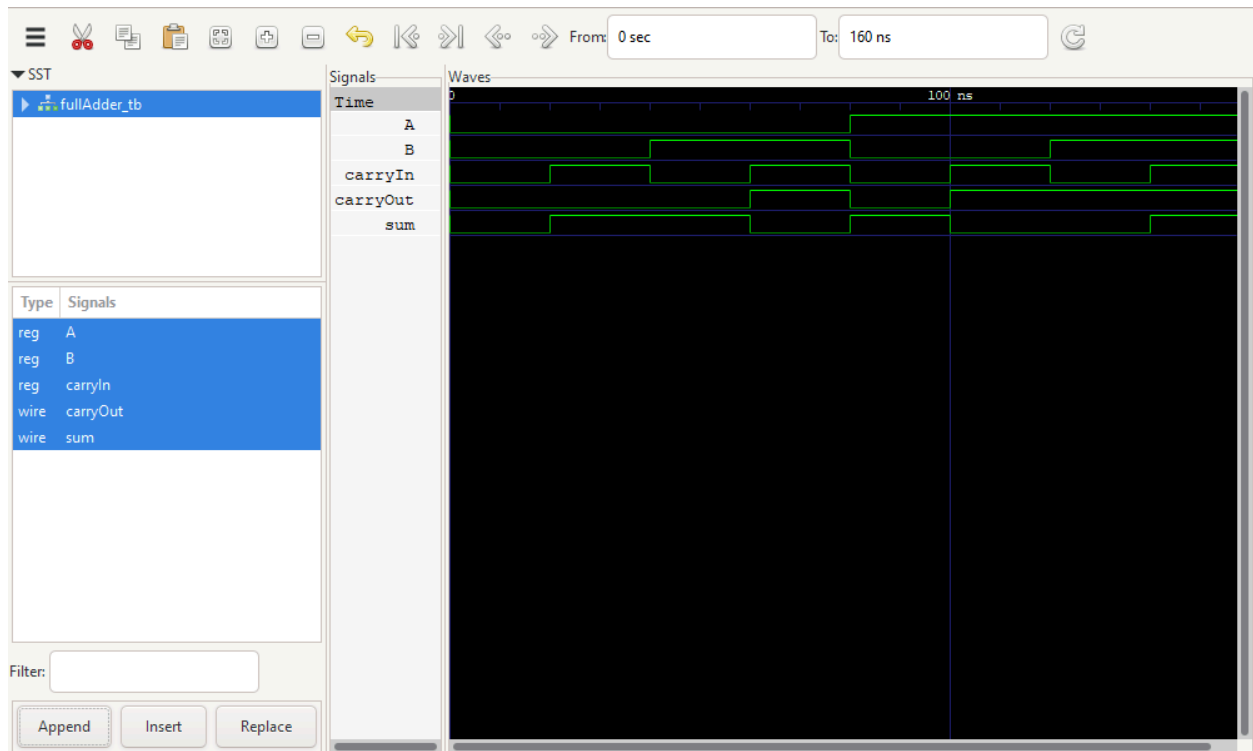 From: 0 sec To: 160 ns
SST
fullAdder_tb
Type Signals
reg A
reg B
reg carryIn
wire carryOut
wire sum
Filter:
Append Insert Replace
Signals
Time
A
B
carryIn
carryOut
sum
Waves
0 100 ns